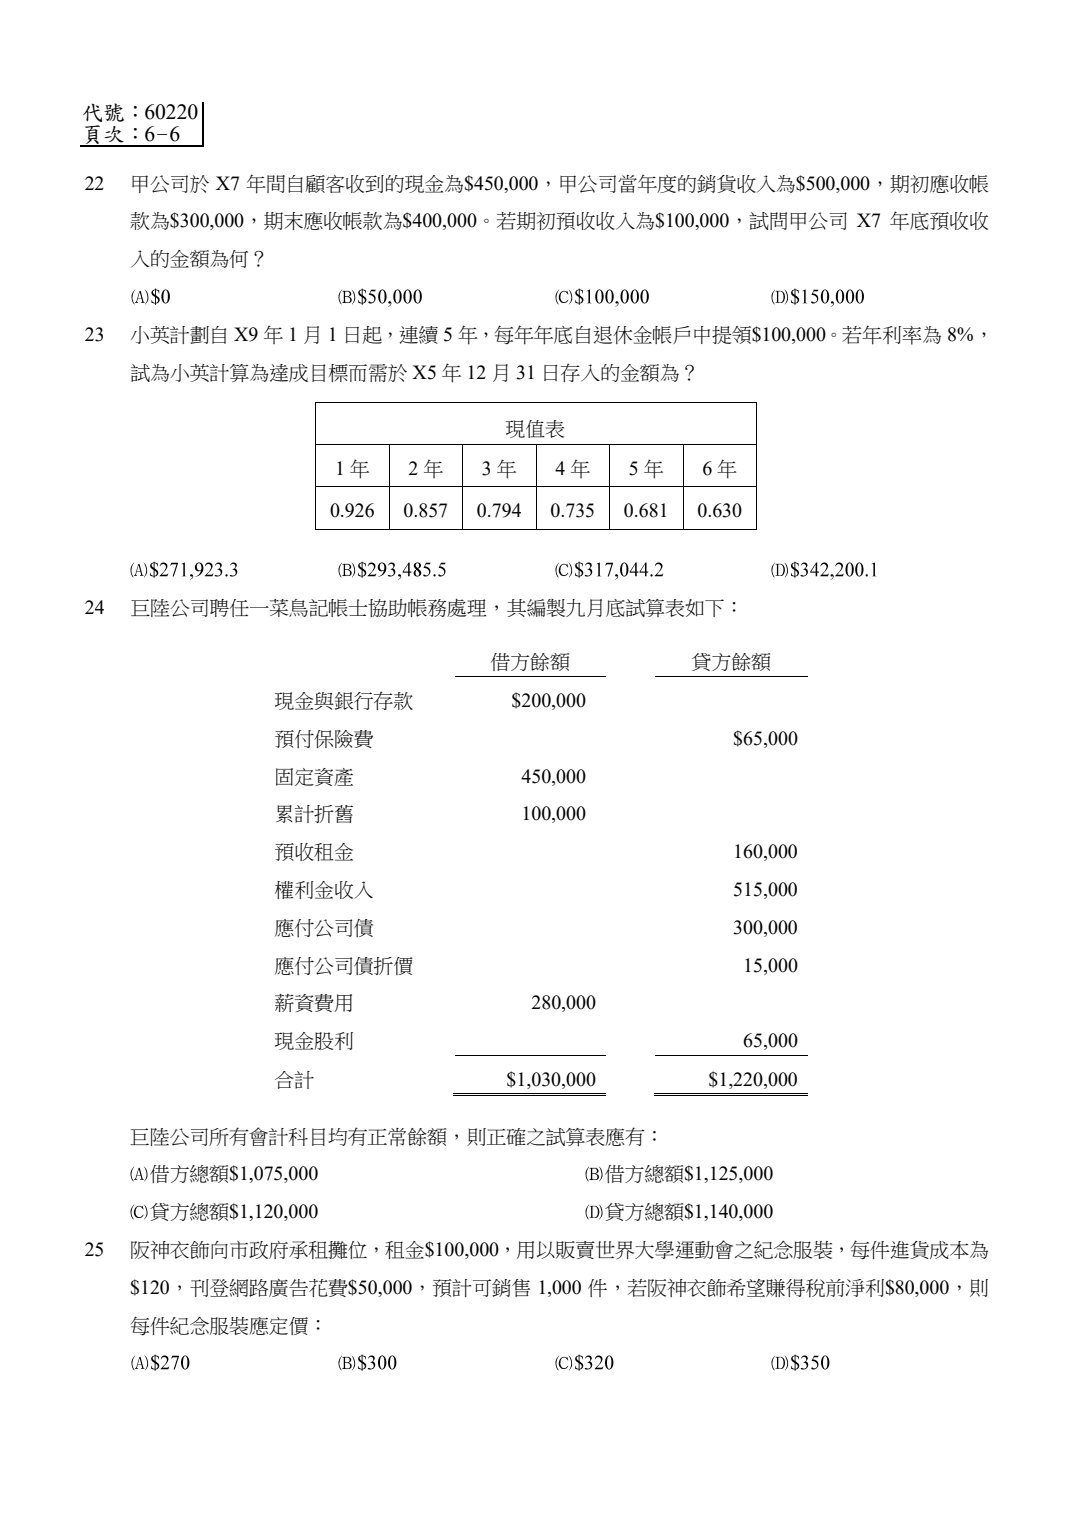 代號：60220
頁次：6－6
22 甲公司於 X7 年間自顧客收到的現金為$450,000，甲公司當年度的銷貨收入為$500,000，期初應收帳
款為$300,000，期末應收帳款為$400,000。若期初預收收入為$100,000，試問甲公司 X7 年底預收收
入的金額為何？
(A)$0 (B)$50,000 (C)$100,000 (D)$150,000
23 小英計劃自 X9 年 1 月 1 日起，連續 5 年，每年年底自退休金帳戶中提領$100,000。若年利率為 8%，
試為小英計算為達成目標而需於 X5 年 12 月 31 日存入的金額為？
現值表
1 年 2 年 3 年 4 年 5 年 6 年
0.926 0.857 0.794 0.735 0.681 0.630
(A)$271,923.3 (B)$293,485.5 (C)$317,044.2 (D)$342,200.1
24 巨陸公司聘任一菜鳥記帳士協助帳務處理，其編製九月底試算表如下：
借方餘額 貸方餘額
現金與銀行存款 $200,000
預付保險費 $65,000
固定資產 450,000
累計折舊 100,000
預收租金 160,000
權利金收入 515,000
應付公司債 300,000
應付公司債折價 15,000
薪資費用 280,000
現金股利 65,000
合計 $1,030,000 $1,220,000
巨陸公司所有會計科目均有正常餘額，則正確之試算表應有：
(A)借方總額$1,075,000 (B)借方總額$1,125,000
(C)貸方總額$1,120,000 (D)貸方總額$1,140,000
25 阪神衣飾向市政府承租攤位，租金$100,000，用以販賣世界大學運動會之紀念服裝，每件進貨成本為
$120，刊登網路廣告花費$50,000，預計可銷售 1,000 件，若阪神衣飾希望賺得稅前淨利$80,000，則
每件紀念服裝應定價：
(A)$270 (B)$300 (C)$320 (D)$350